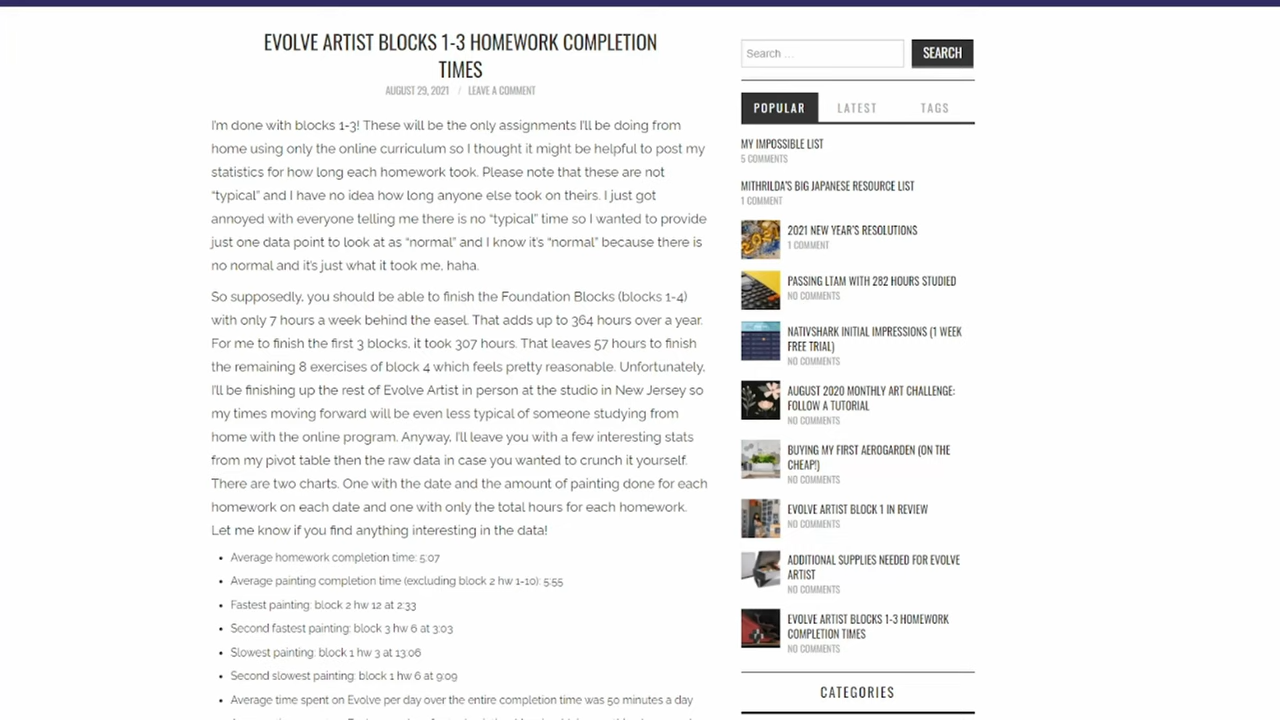 EVOLVE ARTIST BLOCKS 1-3 HOMEWORK COMPLETION
TIMES
AUGUST 29, 2021 / LEAVE A COMMENT
I'm done with blocks 1-3! These will be the only assignments I'll be doing from
home using only the online curriculum so I thought it might be helpful to post my
statistics for how long each homework took. Please note that these are not
“typical” and I have no idea how long anyone else took on theirs. I just got
annoyed with everyone telling me there is no “typical” time so I wanted to provide
just one data point to look at as “normal” and I know it's “normal” because there is
no normal and it's just what it took me, haha.
So supposedly, you should be able to finish the Foundation Blocks (blocks 1-4)
with only 7 hours a week behind the easel. That adds up to 364 hours over a year.
For me to finish the first 3 blocks, it took 307 hours. That leaves 57 hours to finish
the remaining 8 exercises of block 4 which feels pretty reasonable. Unfortunately,
I'll be finishing up the rest of Evolve Artist in person at the studio in New Jersey so
my times moving forward will be even less typical of someone studying from
home with the online program. Anyway, I'll leave you with a few interesting stats
from my pivot table then the raw data in case you wanted to crunch it yourself.
There are two charts. One with the date and the amount of painting done for each
homework on each date and one with only the total hours for each homework.
Let me know if you find anything interesting in the data!
• Average homework completion time: 5:07
• Average painting completion time (excluding block 2 hw 1-10): 5:55
• Fastest painting: block 2 hw 12 at 2:33
• Second fastest painting: block 3 hw 6 at 3:03
• Slowest painting: block 1 hw 3 at 13:06
• Second slowest painting: block 1 hw 6 at 9:09
• Average time spent on Evolve per day over the entire completion time was 50 minutes a day
Search …
SEARCH
POPULAR LATEST TAGS
MY IMPOSSIBLE LIST
5 COMMENTS
MITHRILDA'S BIG JAPANESE RESOURCE LIST
1 COMMENT
2021 NEW YEAR'S RESOLUTIONS
1 COMMENT
PASSING LTAM WITH 282 HOURS STUDIED
NO COMMENTS
NATIVSHARK INITIAL IMPRESSIONS (1 WEEK
FREE TRIAL)
NO COMMENTS
AUGUST 2020 MONTHLY ART CHALLENGE:
FOLLOW A TUTORIAL
NO COMMENTS
BUYING MY FIRST AEROGARDEN (ON THE
CHEAP!)
NO COMMENTS
EVOLVE ARTIST BLOCK 1 IN REVIEW
NO COMMENTS
ADDITIONAL SUPPLIES NEEDED FOR EVOLVE
ARTIST
NO COMMENTS
EVOLVE ARTIST BLOCKS 1-3 HOMEWORK
COMPLETION TIMES
NO COMMENTS
CATEGORIES